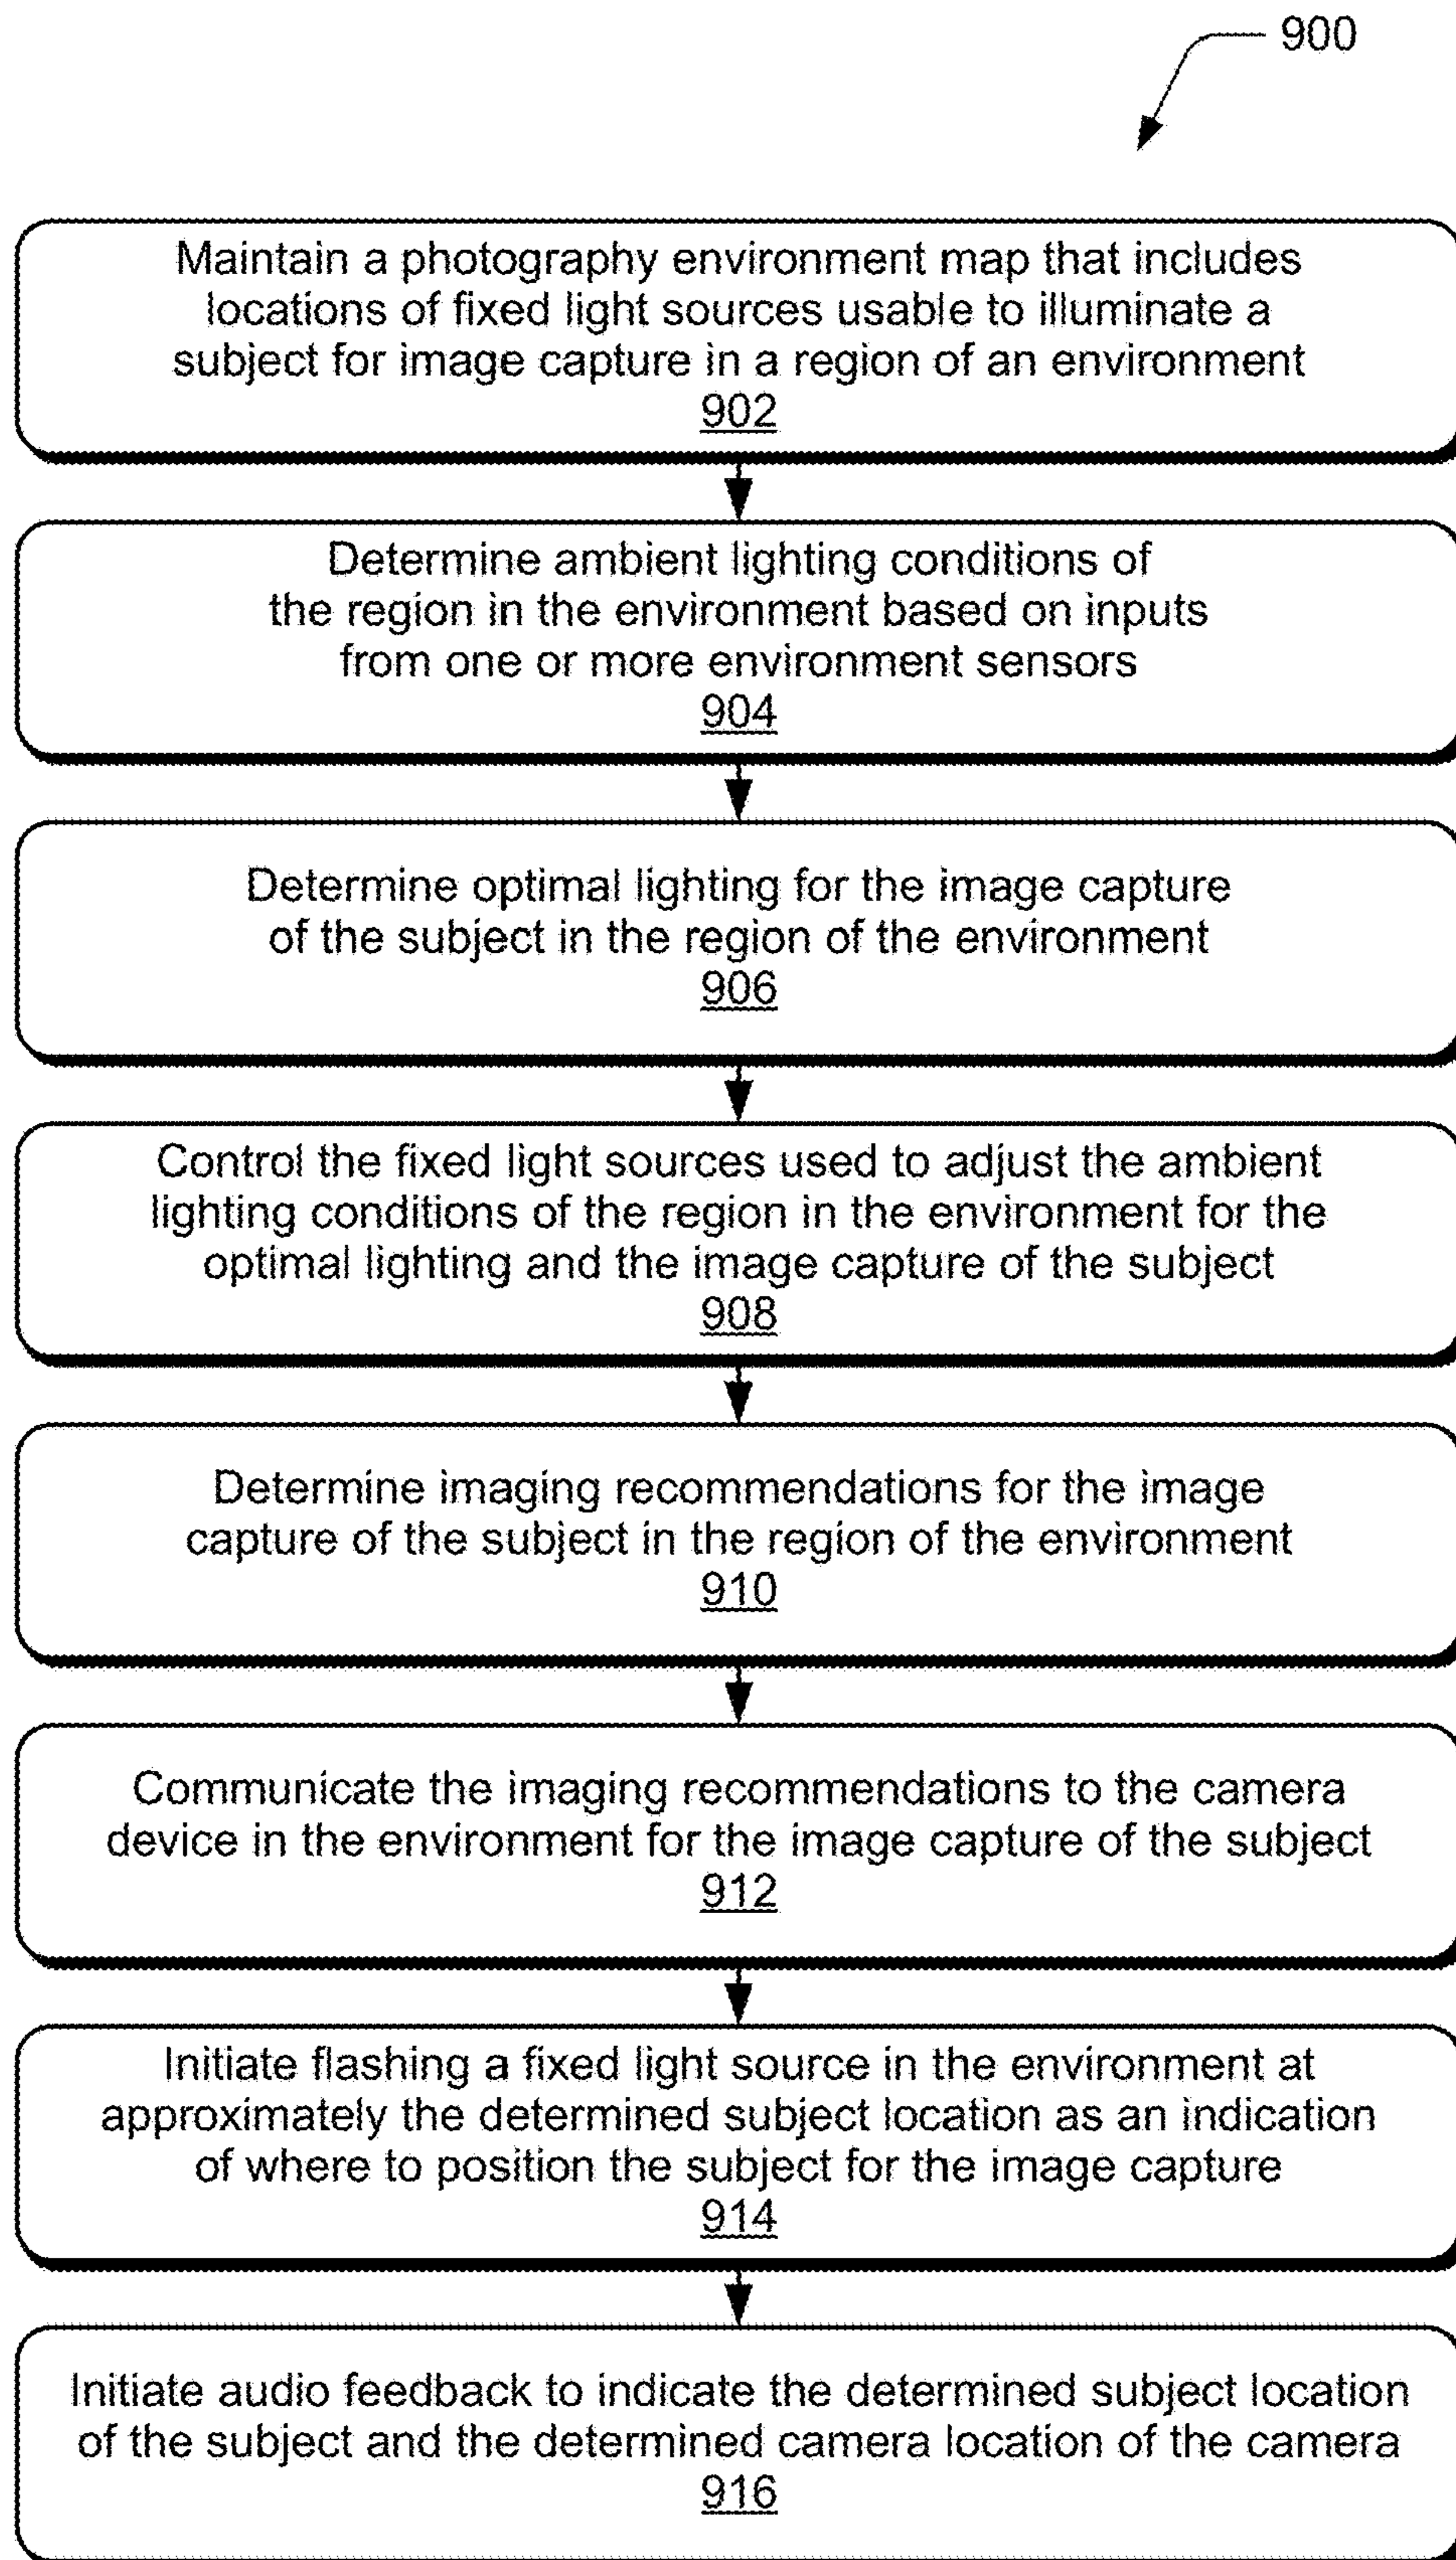 900
Maintain a photography environment map that includes
locations of fixed light sources usable to illuminate a
subject for image capture in a region of an environment
902
Determine ambient lighting conditions of
the region in the environment based on inputs
from one or more environment sensors
904
Determine optimal lighting for the image capture
of the subject in the region of the environment
906
Control the fixed light sources used to adjust the ambient
lighting conditions of the region in the environment for the
optimal lighting and the image capture of the subject
908
Determine imaging recommendations for the image
capture of the subject in the region of the environment
910
Communicate the imaging recommendations to the camera
device in the environment for the image capture of the subject
912
Initiate flashing a fixed light source in the environment at
approximately the determined subject location as an indication
of where to position the subject for the image capture
914
Initiate audio feedback to indicate the determined subject location
of the subject and the determined camera location of the camera
916